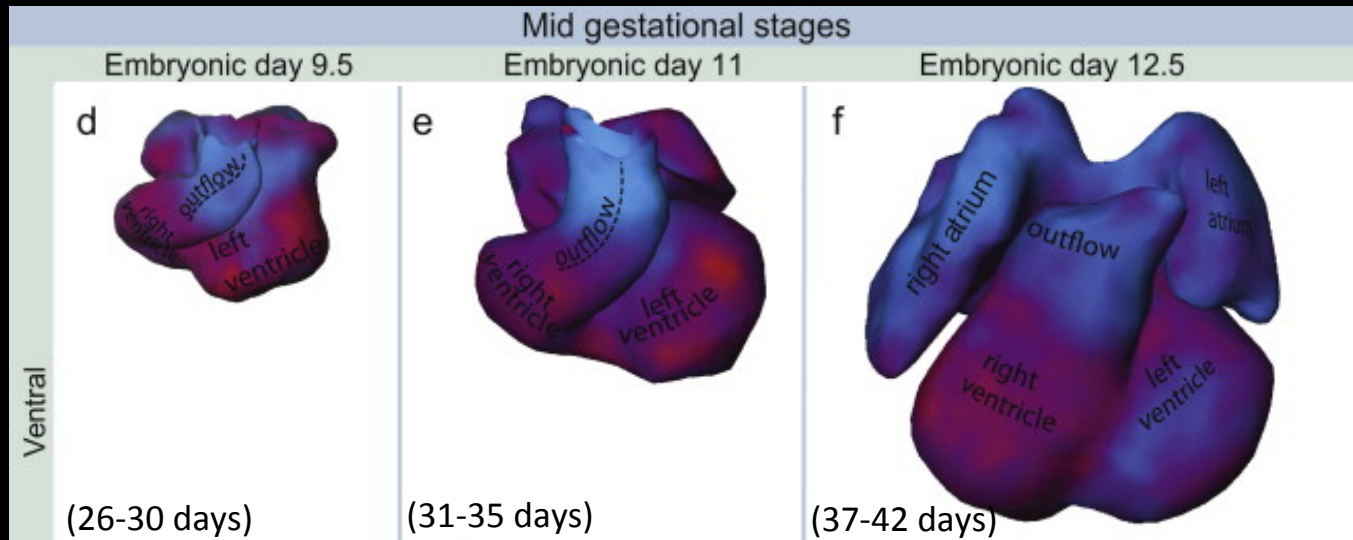 Mid gestational stages
Embryonic day 9.5
Embryonic day 11
Embryonic day 12.5
Ventral
d
outflow
right
ventricle
left
ventricle
(26-30 days)
e
outflow
right
ventricle
left
ventricle
(31-35 days)
f
right atrium
outflow
left
atrium
right
ventricle
left
ventricle
(37-42 days)